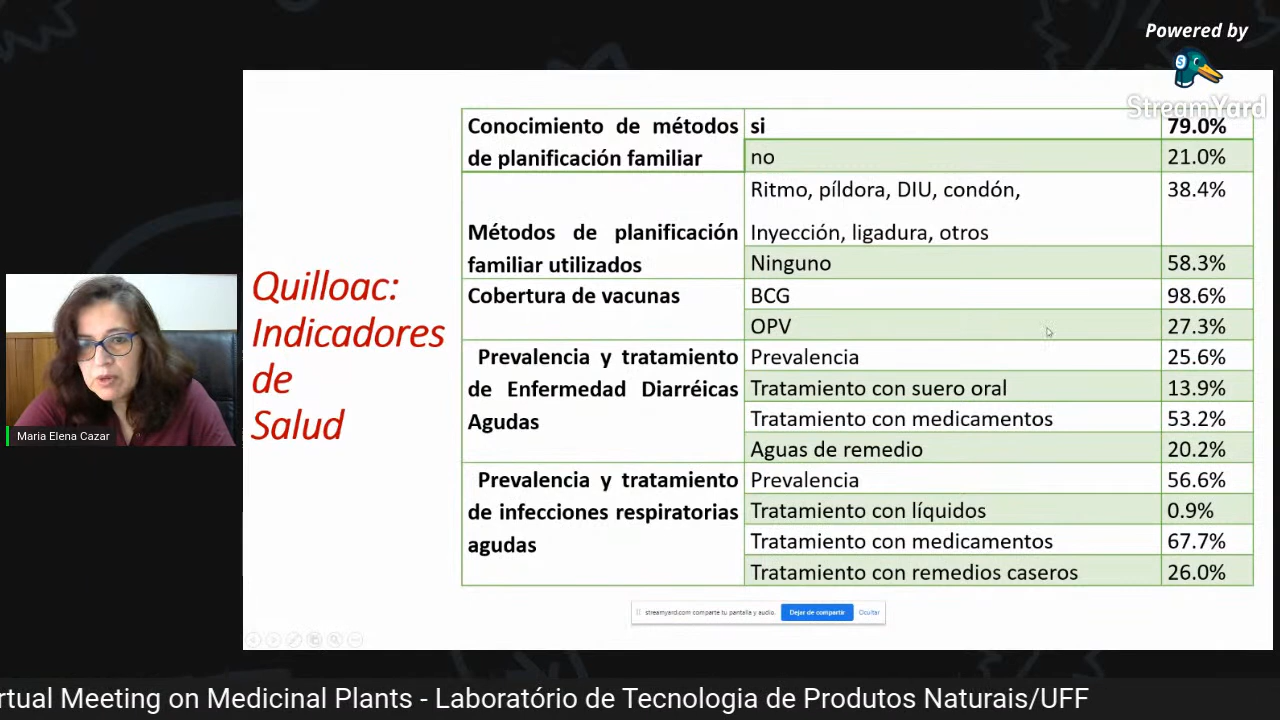 Powered by
StreamYard
Conocimiento de métodos
de planificación familiar
si
79.0%
no
21.0%
Métodos de planificación
familiar utilizados
Ritmo, píldora, DIU, condón,
Inyección, ligadura, otros
38.4%
Ninguno
58.3%
Cobertura de vacunas
BCG
98.6%
OPV
27.3%
Prevalencia y tratamiento
de Enfermedad Diarréicas
Agudas
Prevalencia
25.6%
Tratamiento con suero oral
13.9%
Tratamiento con medicamentos
53.2%
Aguas de remedio
20.2%
Prevalencia y tratamiento
de infecciones respiratorias
agudas
Prevalencia
56.6%
Tratamiento con líquidos
0.9%
Tratamiento con medicamentos
67.7%
Tratamiento con remedios caseros
26.0%
Quilloac:
Indicadores
de
Salud
Maria Elena Cazar
streamyard.com comparte tu pantalla y audio.
Dejar de compartir
Ocultar
rtual Meeting on Medicinal Plants - Laboratório de Tecnologia de Produtos Naturais/UFF